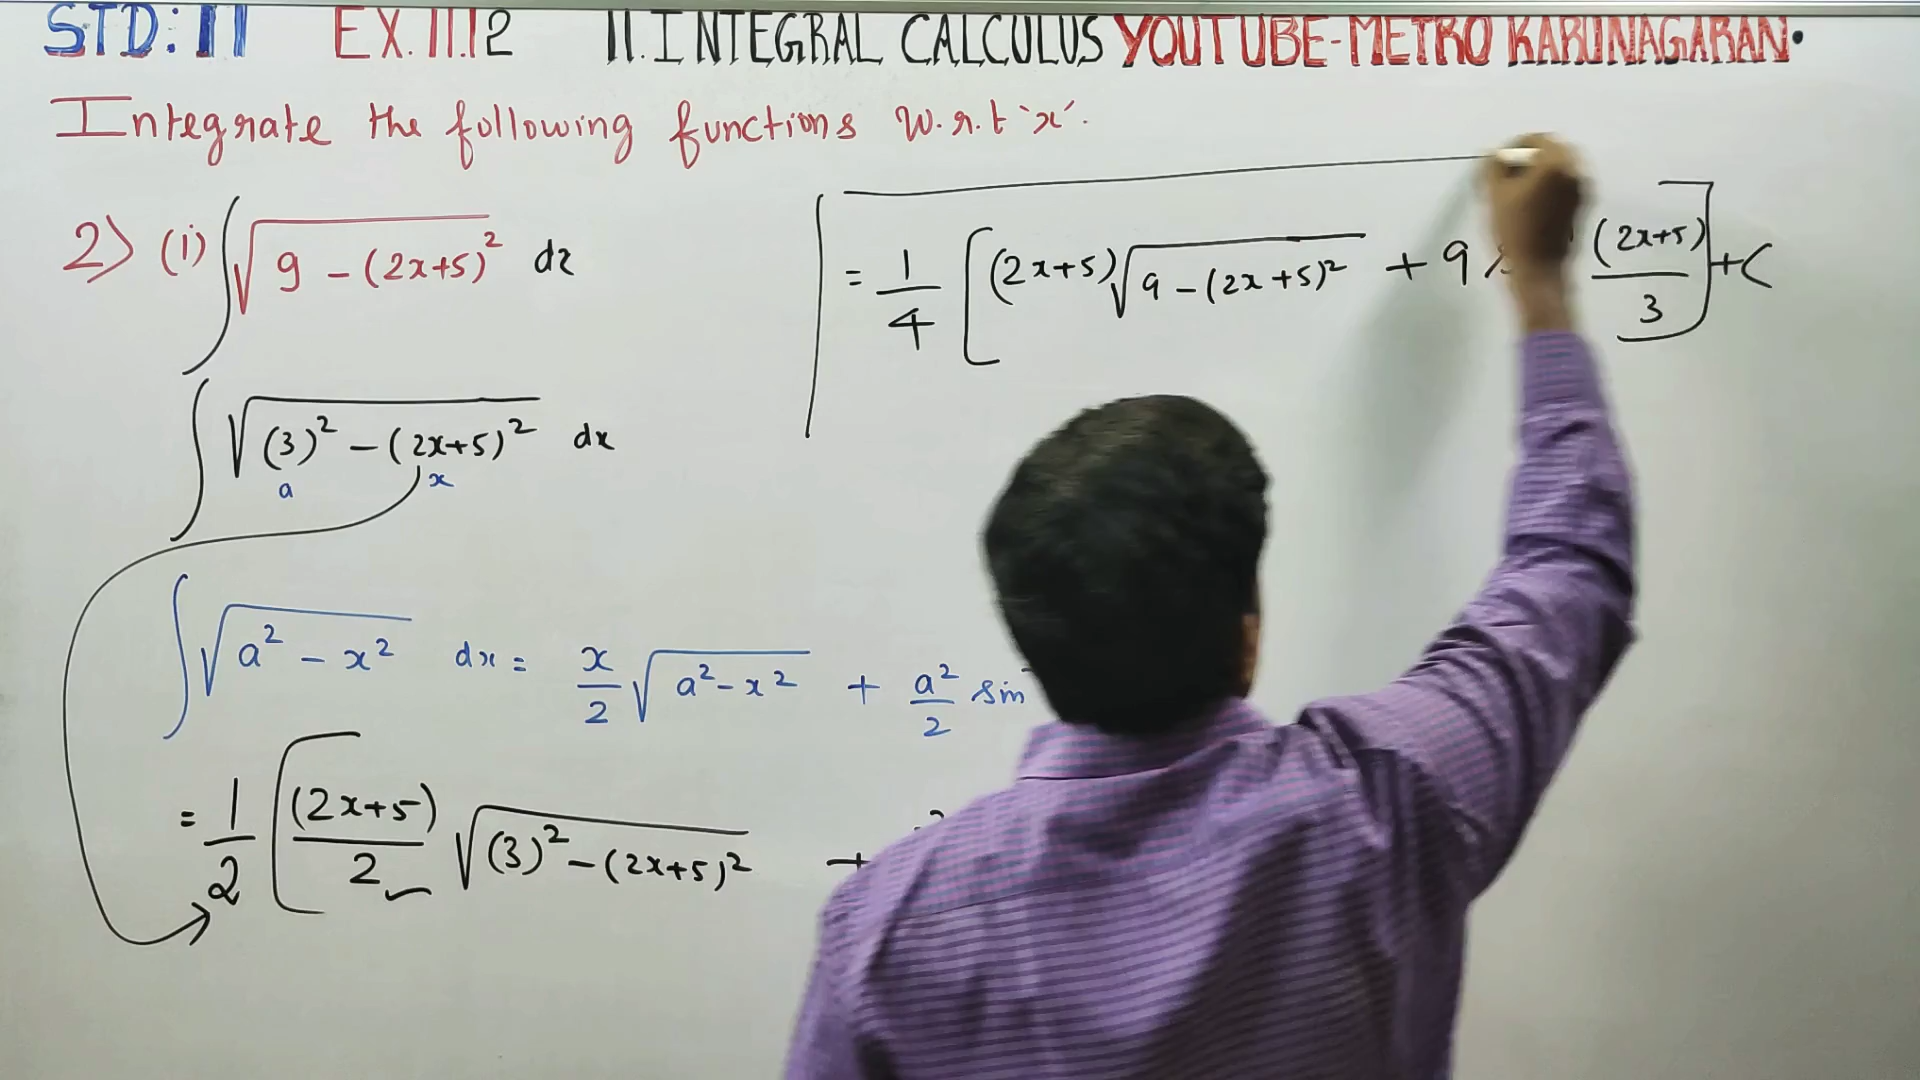 STD: 11 EX.11.12 11. INTEGRAL CALCULUS YOUTUBE-METRO KARUNAGARAN.
Integrate the following functions w.r.t 'x'.
2) (i) ∫√(9 - (2x+5)²) dx
∫√((3)² - (2x+5)²) dx
a x
∫√(a² - x²) dx = x/2 √(a² - x²) + a²/2 sin
= 1/2 [(2x+5)/2 √((3)² - (2x+5)²) +
= 1/4 [(2x+5)√(9 - (2x+5)²) + 9 (2x+5)/3] + C